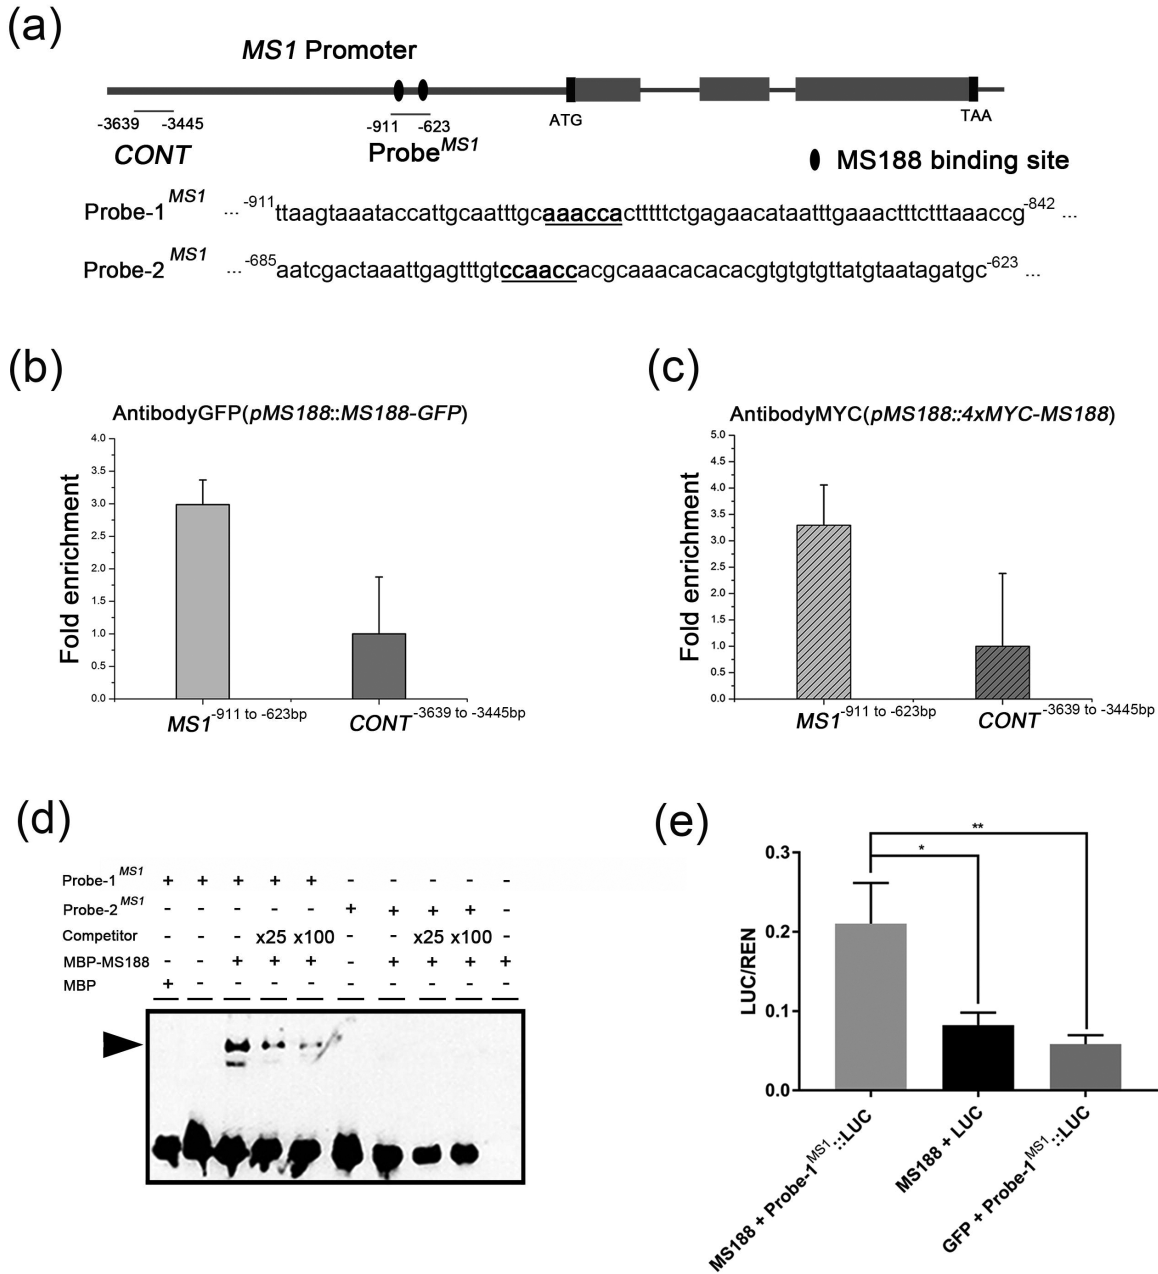 (a)
MS1 Promoter
-3639 -3445 -911 -623 ATG TAA
CONT Probe^MS1 MS188 binding site
Probe-1^MS1 ... -911 ttaagtaaataccattgcaatttgcaaaccactttttctgagaacataatttgaaactttctttaaaccg -842 ...
Probe-2^MS1 ... -685 aatcgactaaattgagtttgtccaaccacgcaaacacacacgtgtgtgttatgtaatagatgc -623 ...
(b)
AntibodyGFP(pMS188::MS188-GFP)
Fold enrichment
4.0
3.5
3.0
2.5
2.0
1.5
1.0
0.5
0.0
MS1 -911 to -623bp CONT -3639 to -3445bp
(c)
AntibodyMYC(pMS188::4xMYC-MS188)
Fold enrichment
5.0
4.5
4.0
3.5
3.0
2.5
2.0
1.5
1.0
0.5
0.0
MS1 -911 to -623bp CONT -3639 to -3445bp
(d)
Probe-1^MS1 + + + + + - - - - -
Probe-2^MS1 - - - - - + + + + -
Competitor - - - x25 x100 - - x25 x100 -
MBP-MS188 - - + + + - + + + +
MBP + - - - - - - - - -
(e)
** 
*
LUC/REN
0.3
0.2
0.1
0.0
MS188 + Probe-1^MS1::LUC
MS188 + LUC
GFP + Probe-1^MS1::LUC